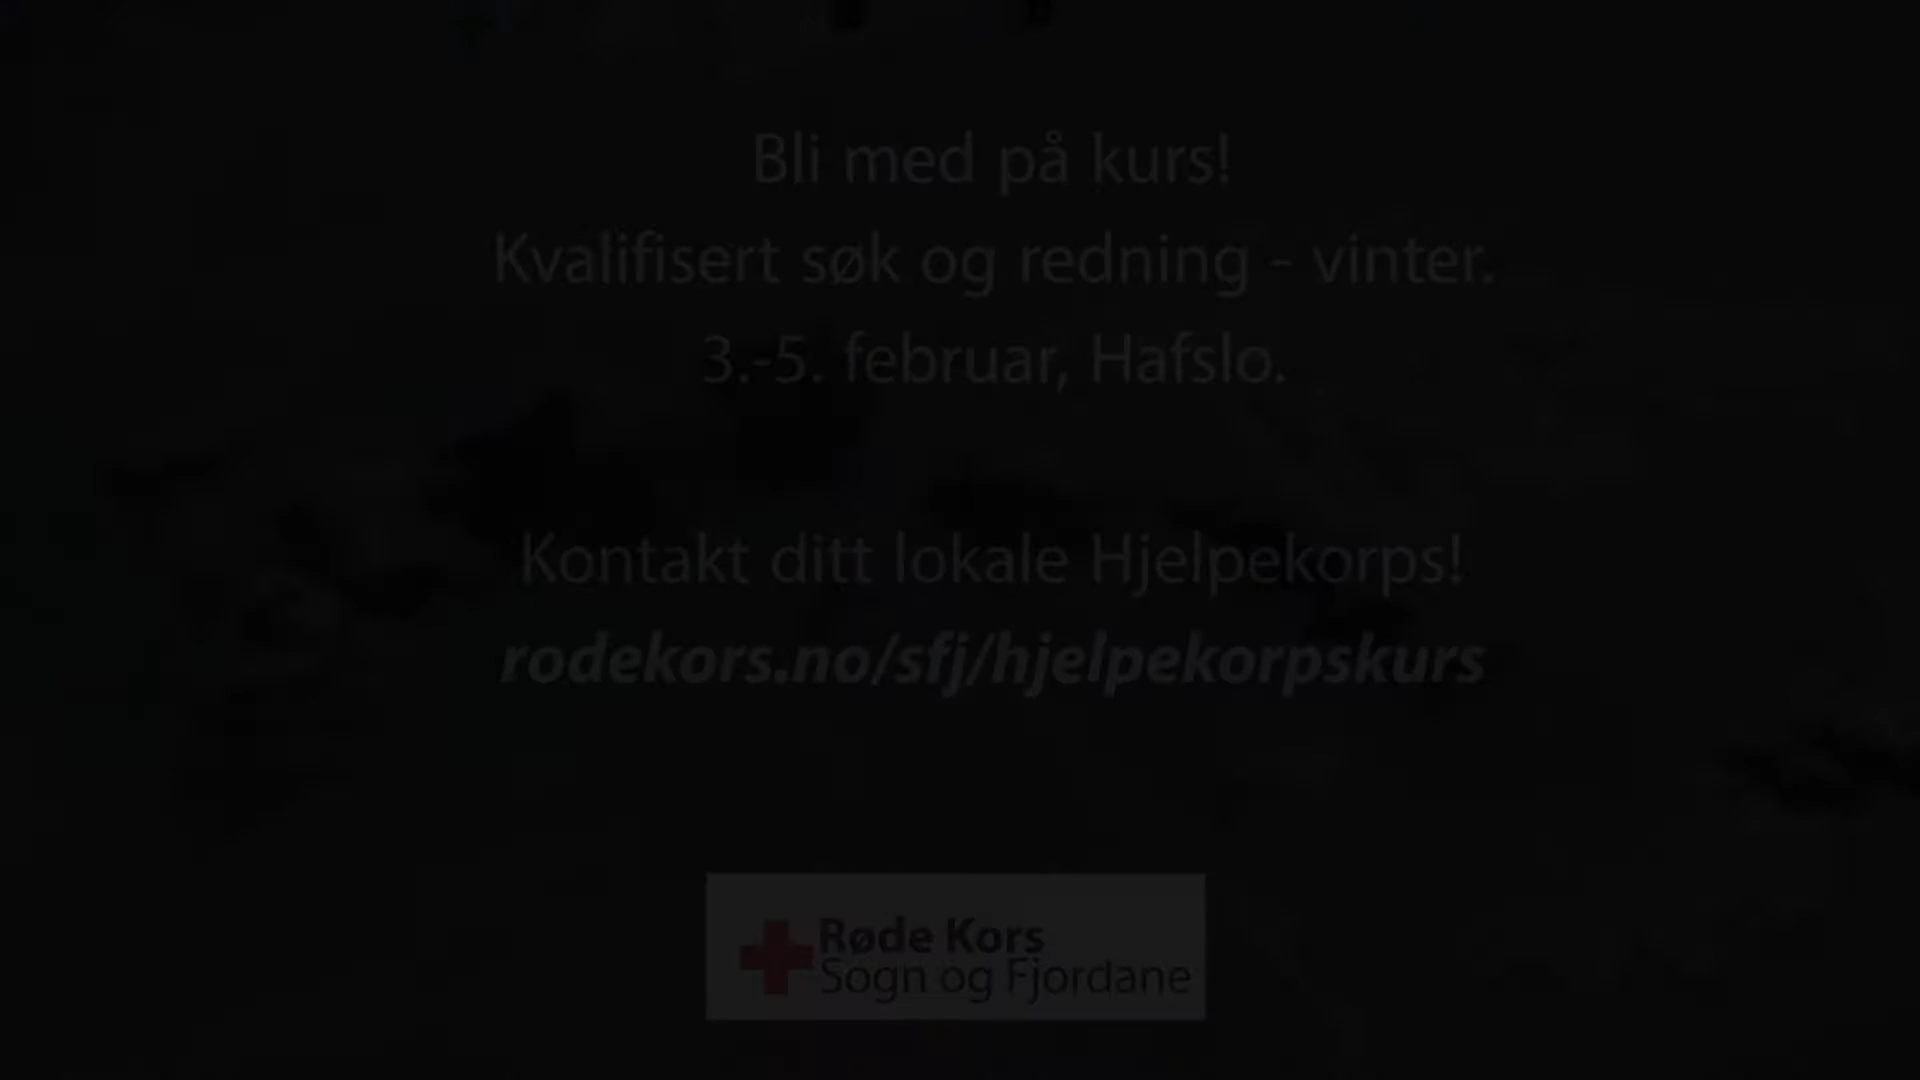 Bli med på kurs!
Kvalifisert søk og redning - vinter.
3.-5. februar, Hafslo.
Kontakt ditt lokale Hjelpekorps!
rodekors.no/sfj/hjelpekorpskurs
Røde Kors
Sogn og Fjordane